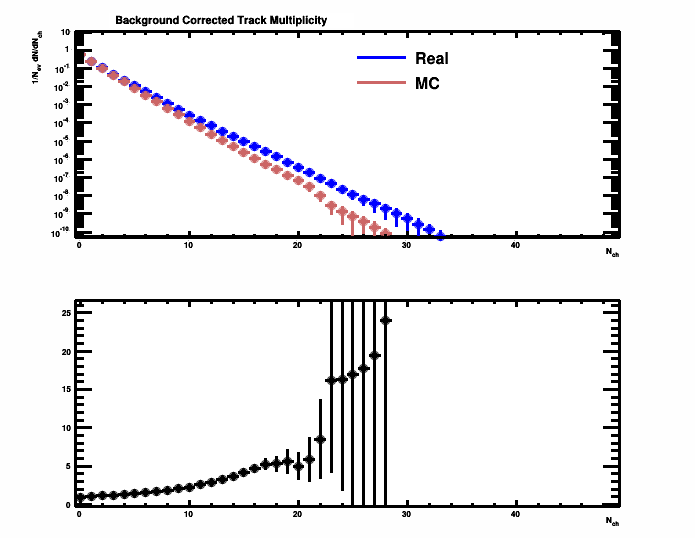 Background Corrected Track Multiplicity
1/N_ev dN/dN_ch
10
1
10^-1
10^-2
10^-3
10^-4
10^-5
10^-6
10^-7
10^-8
10^-9
10^-10
Real
MC
0 10 20 30 40
N_ch
25
20
15
10
5
0
0 10 20 30 40
N_ch